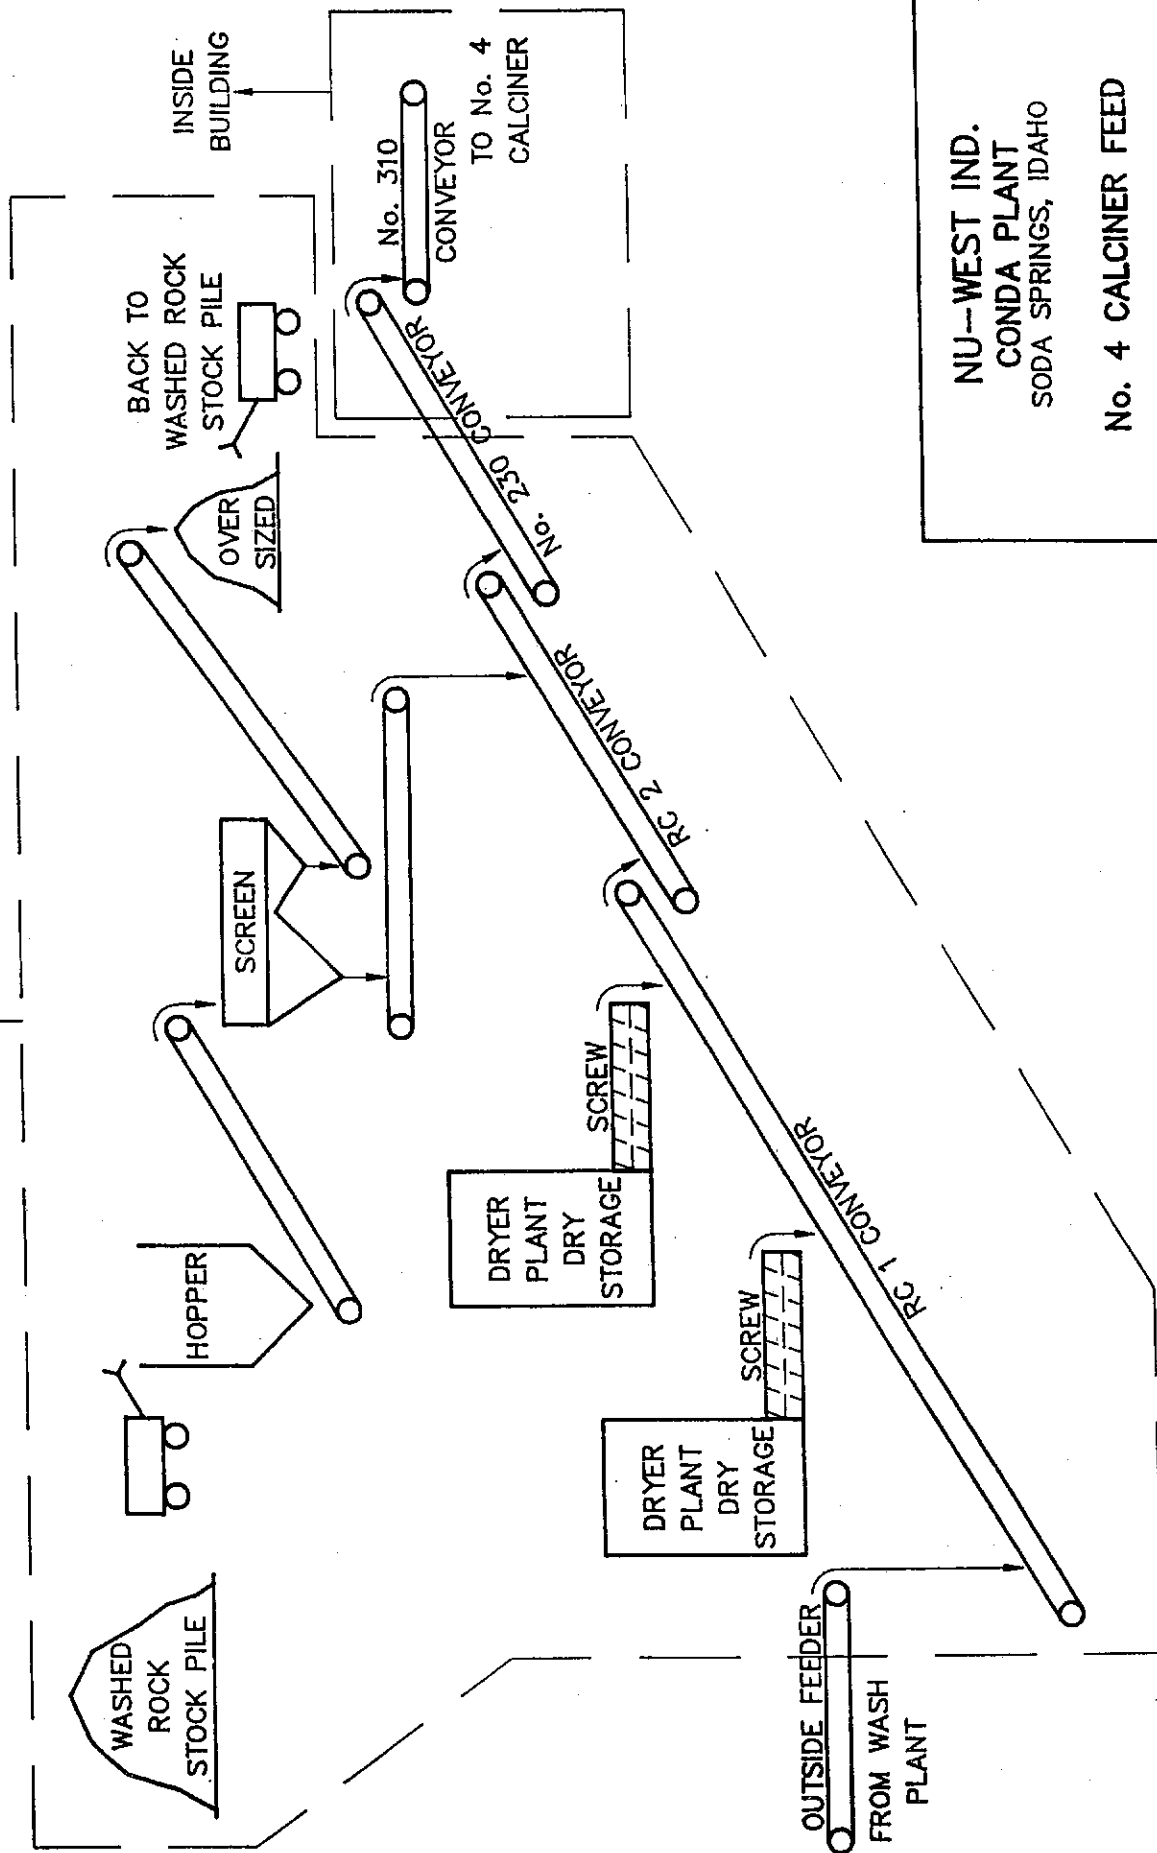 WASHED
ROCK
STOCK PILE
HOPPER
SCREEN
OVER
SIZED
BACK TO
WASHED ROCK
STOCK PILE
INSIDE
BUILDING
No. 310
CONVEYOR
TO No. 4
CALCINER
No. 230 CONVEYOR
RC 2 CONVEYOR
DRYER
PLANT
DRY
STORAGE
SCREW
DRYER
PLANT
DRY
STORAGE
SCREW
RC 1 CONVEYOR
OUTSIDE FEEDER
FROM WASH
PLANT
NU-WEST IND.
CONDA PLANT
SODA SPRINGS, IDAHO
No. 4 CALCINER FEED